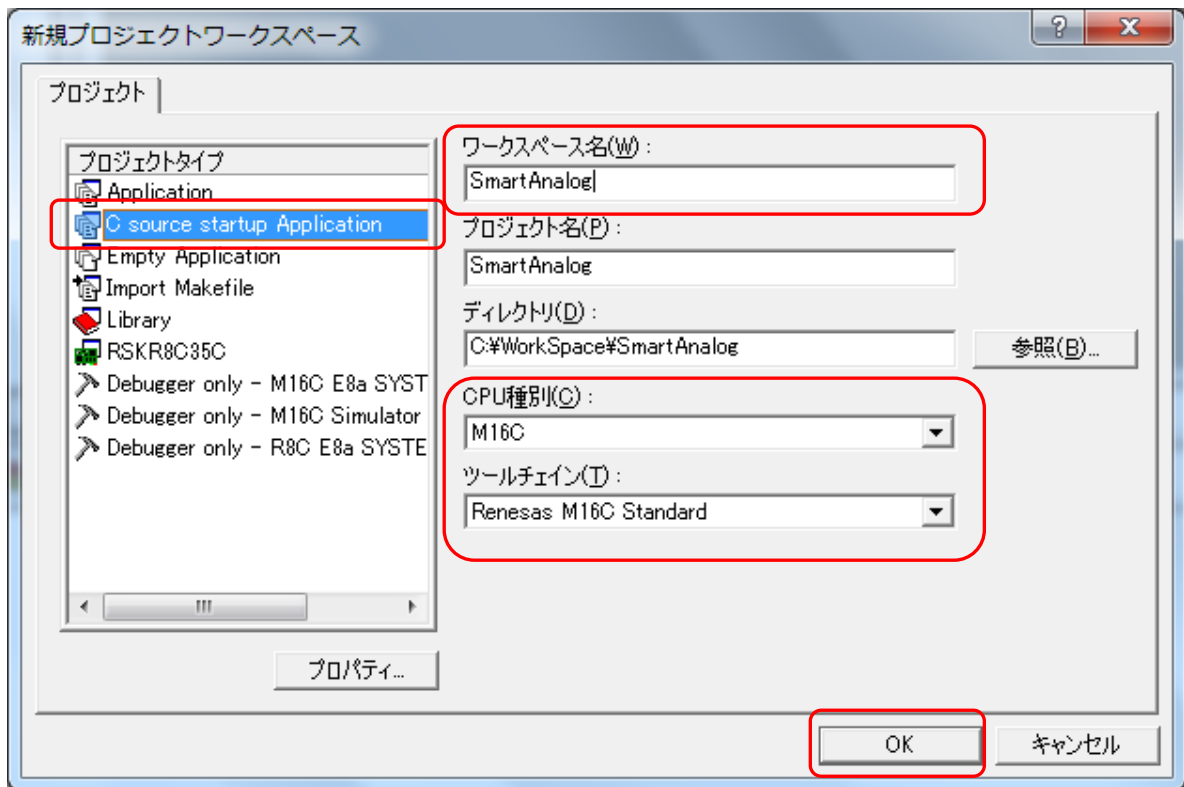 新規プロジェクトワークスペース
プロジェクト
プロジェクトタイプ
Application
C source startup Application
Empty Application
Import Makefile
Library
RSKR8C35C
Debugger only - M16C E8a SYST
Debugger only - M16C Simulator
Debugger only - R8C E8a SYSTE
プロパティ...
ワークスペース名(W) :
SmartAnalog
プロジェクト名(P) :
SmartAnalog
ディレクトリ(D) :
C:¥WorkSpace¥SmartAnalog
参照(B)...
CPU種別(C) :
M16C
ツールチェイン(T) :
Renesas M16C Standard
OK
キャンセル